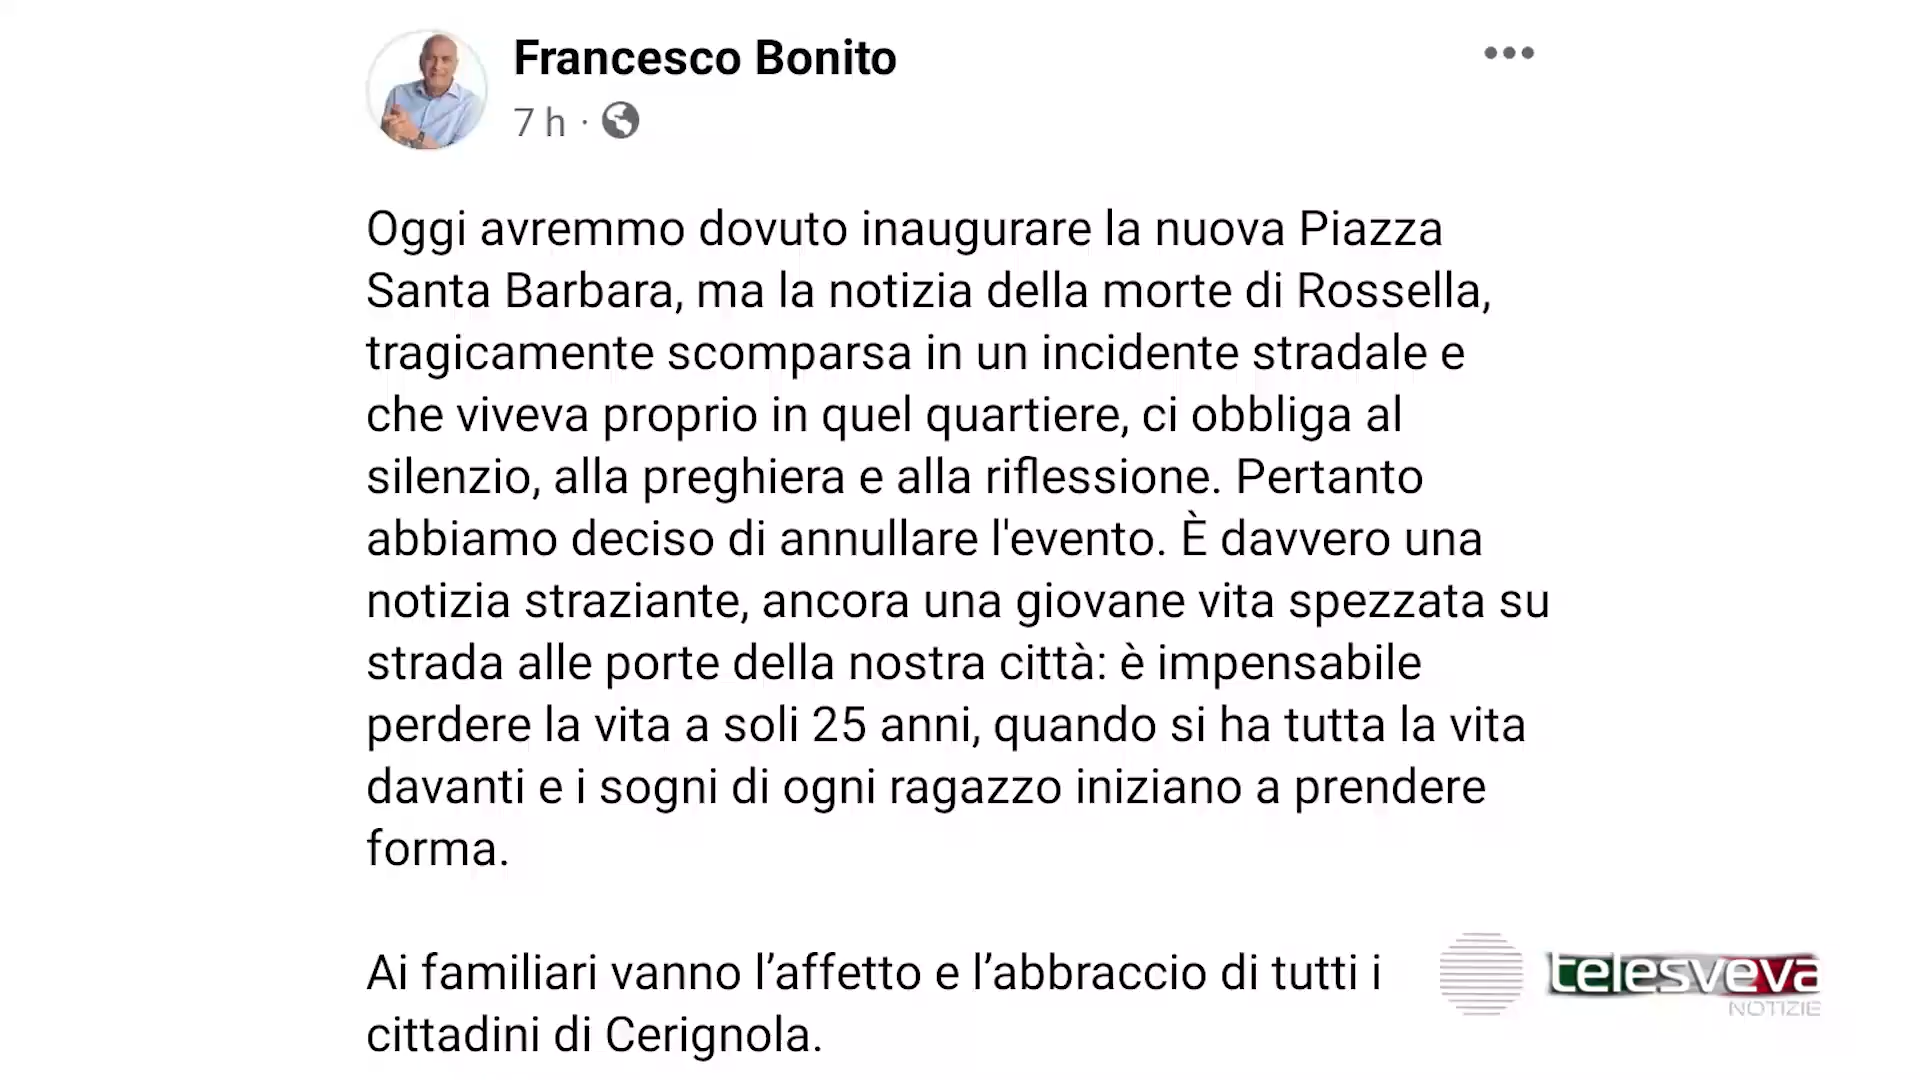 Francesco Bonito
7 h ·
Oggi avremmo dovuto inaugurare la nuova Piazza
Santa Barbara, ma la notizia della morte di Rossella,
tragicamente scomparsa in un incidente stradale e
che viveva proprio in quel quartiere, ci obbliga al
silenzio, alla preghiera e alla riflessione. Pertanto
abbiamo deciso di annullare l'evento. È davvero una
notizia straziante, ancora una giovane vita spezzata su
strada alle porte della nostra città: è impensabile
perdere la vita a soli 25 anni, quando si ha tutta la vita
davanti e i sogni di ogni ragazzo iniziano a prendere
forma.
Ai familiari vanno l’affetto e l’abbraccio di tutti i
cittadini di Cerignola.
telesveva
NOTIZIE